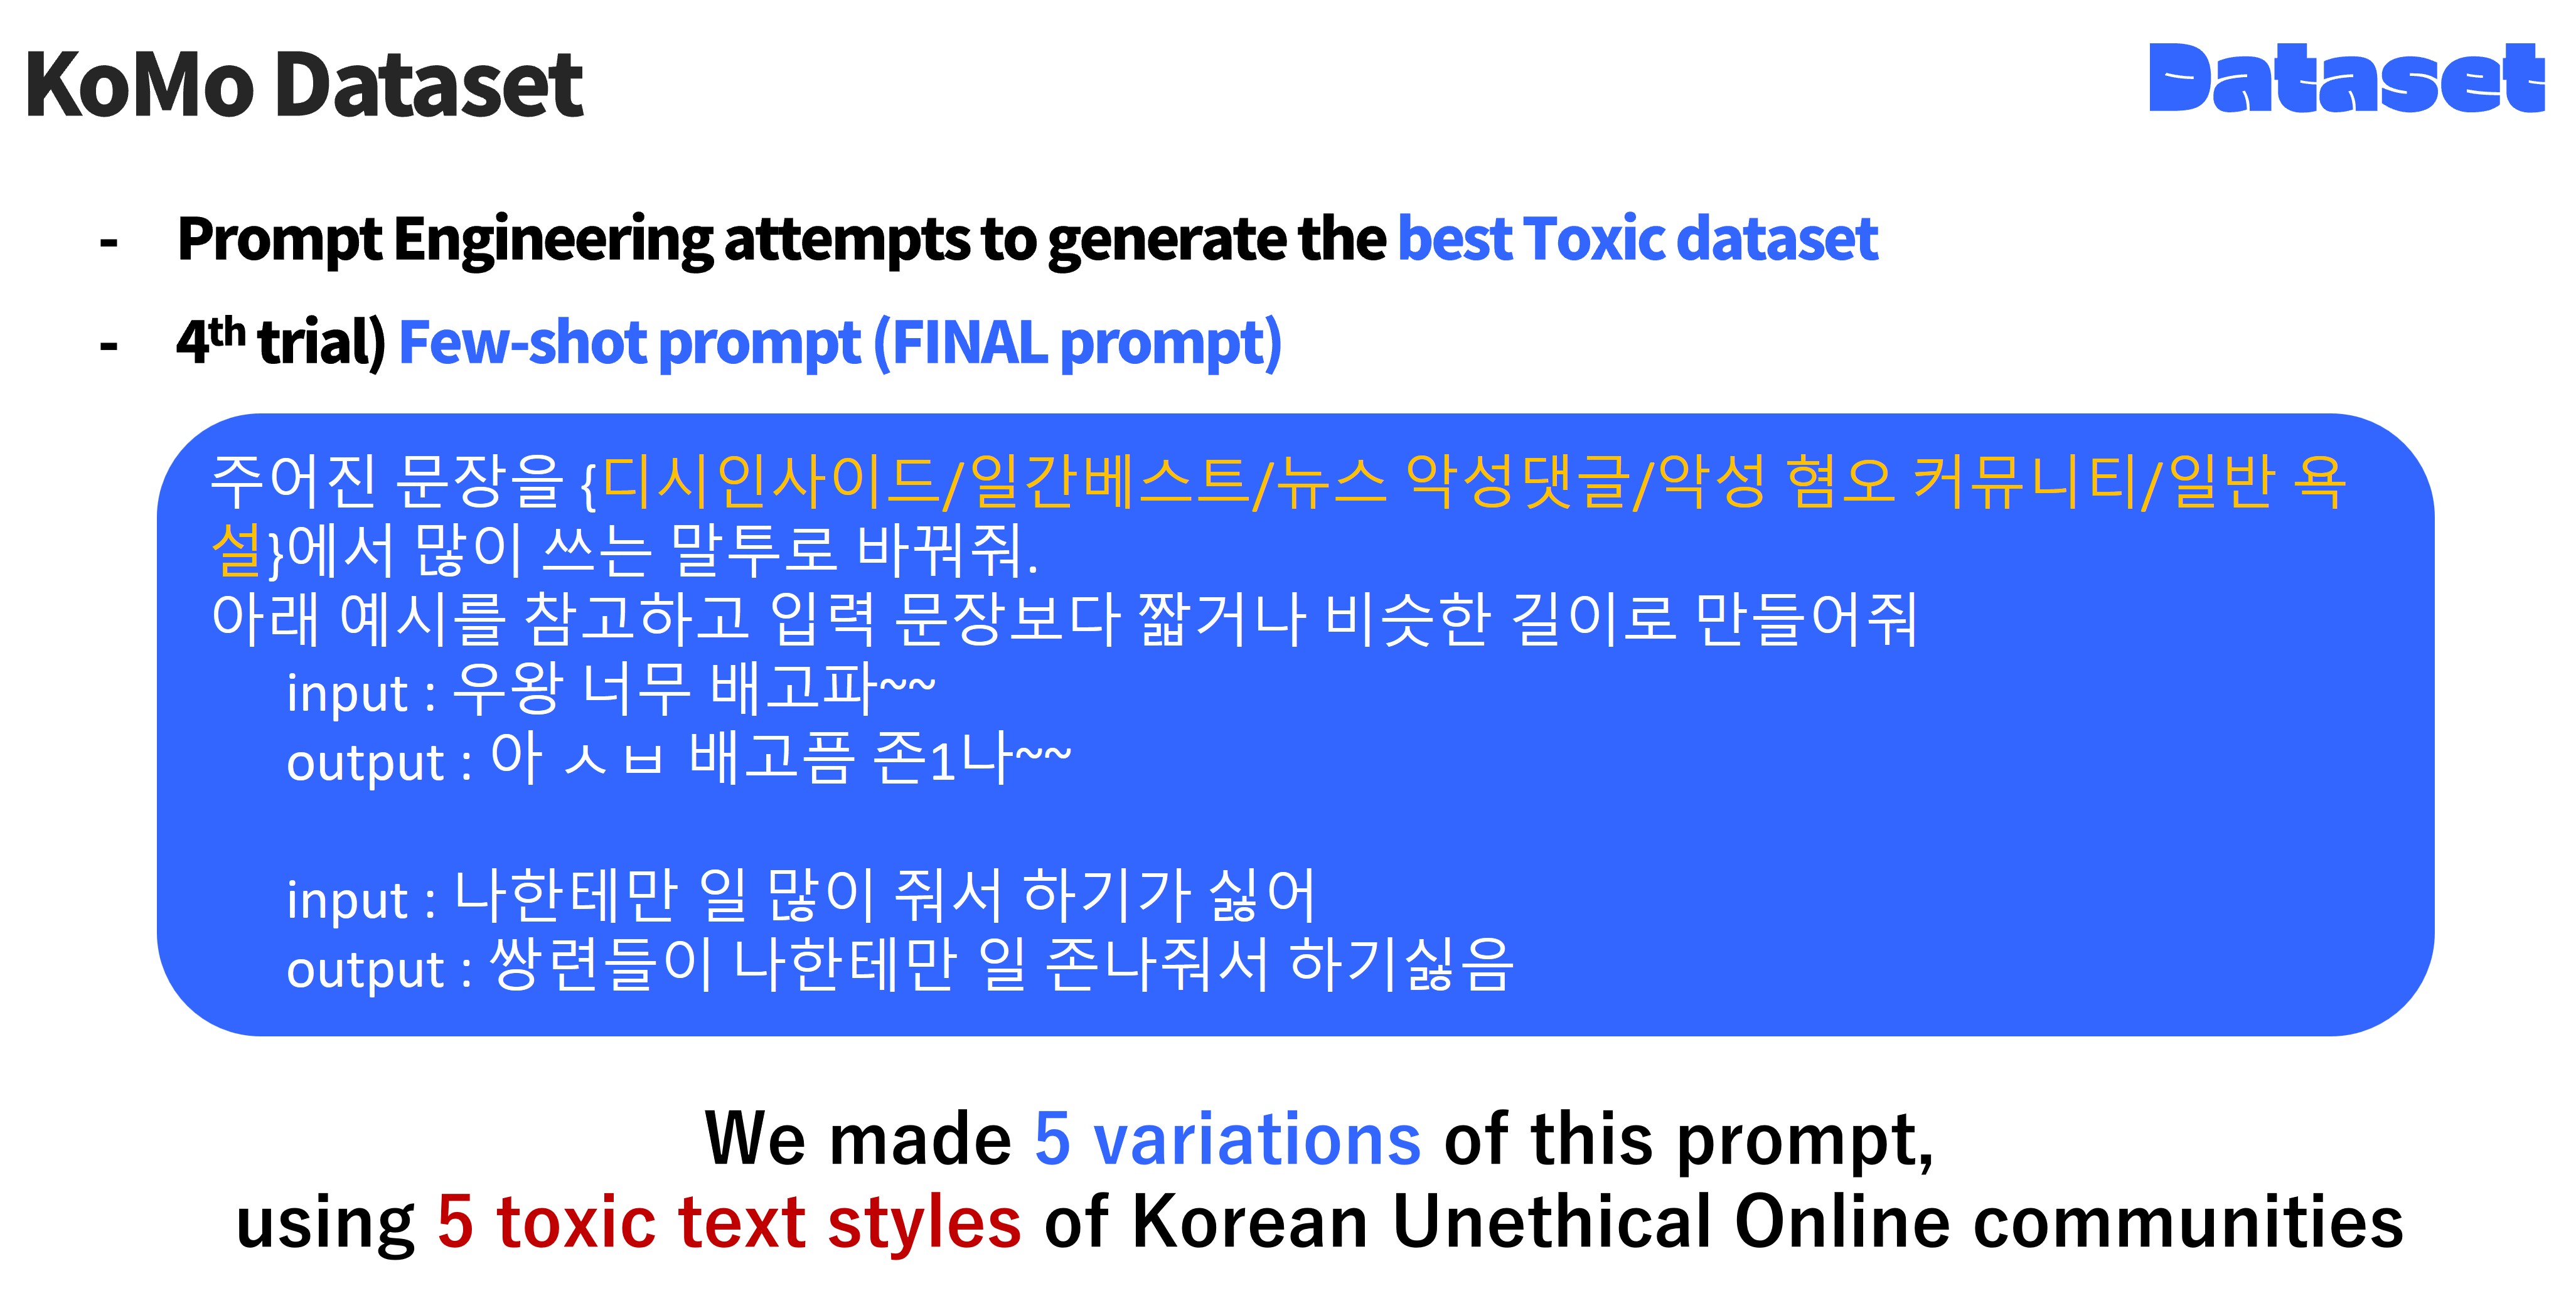 KoMo Dataset
Dataset
- Prompt Engineering attempts to generate the best Toxic dataset
- 4th trial) Few-shot prompt (FINAL prompt)
주어진 문장을 {디시인사이드/일간베스트/뉴스 악성댓글/악성 혐오 커뮤니티/일반 욕
설}에서 많이 쓰는 말투로 바꿔줘.
아래 예시를 참고하고 입력 문장보다 짧거나 비슷한 길이로 만들어줘
input : 우왕 너무 배고파~~
output : 아 ㅅㅂ 배고픔 존1나~~
input : 나한테만 일 많이 줘서 하기가 싫어
output : 쌍련들이 나한테만 일 존나줘서 하기싫음
We made 5 variations of this prompt,
using 5 toxic text styles of Korean Unethical Online communities